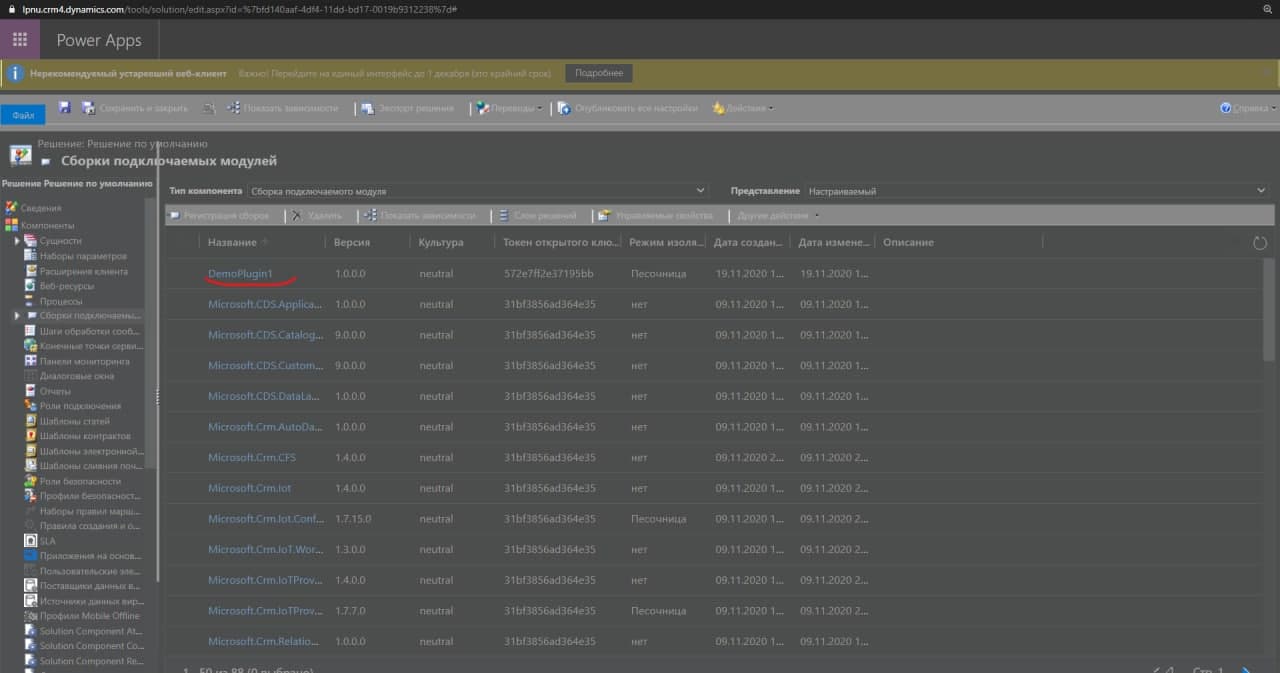 lpnu.crm4.dynamics.com/tools/solution/edit.aspx?id=%7bfd140aaf-4df4-11dd-bd17-0019b9312238%7d#
Power Apps
Нерекомендуемый устаревший веб-клиент Важно! Перейдите на единый интерфейс до 1 декабря (это крайний срок). Подробнее
Файл Сохранить и закрыть Показать зависимости Экспорт решения Переводы Опубликовать все настройки Действия Справка
Решение: Решение по умолчанию
Сборки подключаемых модулей
Решение Решение по умолчанию
Сведения
Компоненты
Сущности
Наборы параметров
Расширения клиента
Веб-ресурсы
Процессы
Сборки подключаемы...
Шаги обработки сооб...
Конечные точки серви...
Панели мониторинга
Диалоговые окна
Отчеты
Роли подключения
Шаблоны статей
Шаблоны контрактов
Шаблоны электронной...
Шаблоны слияния поч...
Роли безопасности
Профили безопасност...
Наборы правил марш...
Правила создания и о...
SLA
Приложения на основ...
Пользовательские эле...
Поставщики данных в...
Источники данных вир...
Профили Mobile Offline
Solution Component At...
Solution Component Co...
Solution Component Re...
Тип компонента Сборка подключаемого модуля Представление Настраиваемый
Регистрация сборок Удалить Показать зависимости Слои решений Управляемые свойства Другие действия
Название Версия Культура Токен открытого клю... Режим изоля... Дата создан... Дата измене... Описание
DemoPlugin1 1.0.0.0 neutral 572e7ff2e37195bb Песочница 19.11.2020 1... 19.11.2020 1...
Microsoft.CDS.Applica... 1.0.0.0 neutral 31bf3856ad364e35 нет 09.11.2020 1... 09.11.2020 1...
Microsoft.CDS.Catalog... 9.0.0.0 neutral 31bf3856ad364e35 нет 09.11.2020 1... 09.11.2020 1...
Microsoft.CDS.Custom... 9.0.0.0 neutral 31bf3856ad364e35 нет 09.11.2020 1... 09.11.2020 1...
Microsoft.CDS.DataLa... 1.0.0.0 neutral 31bf3856ad364e35 нет 09.11.2020 2... 09.11.2020 2...
Microsoft.Crm.AutoDa... 1.0.0.0 neutral 31bf3856ad364e35 нет 09.11.2020 2... 09.11.2020 2...
Microsoft.Crm.CFS 1.4.0.0 neutral 31bf3856ad364e35 нет 09.11.2020 2... 09.11.2020 2...
Microsoft.Crm.Iot 1.4.0.0 neutral 31bf3856ad364e35 нет 09.11.2020 1... 09.11.2020 2...
Microsoft.Crm.Iot.Conf... 1.7.15.0 neutral 31bf3856ad364e35 Песочница 09.11.2020 1... 09.11.2020 2...
Microsoft.Crm.IoT.Wor... 1.3.0.0 neutral 31bf3856ad364e35 нет 09.11.2020 1... 09.11.2020 2...
Microsoft.Crm.IoTProv... 1.4.0.0 neutral 31bf3856ad364e35 нет 09.11.2020 1... 09.11.2020 2...
Microsoft.Crm.IoTProv... 1.7.7.0 neutral 31bf3856ad364e35 Песочница 09.11.2020 1... 09.11.2020 2...
Microsoft.Crm.Relatio... 1.0.0.0 neutral 31bf3856ad364e35 нет 09.11.2020 1... 09.11.2020 2...
1 - 50 из 88 (0 выбрано) Стр. 1